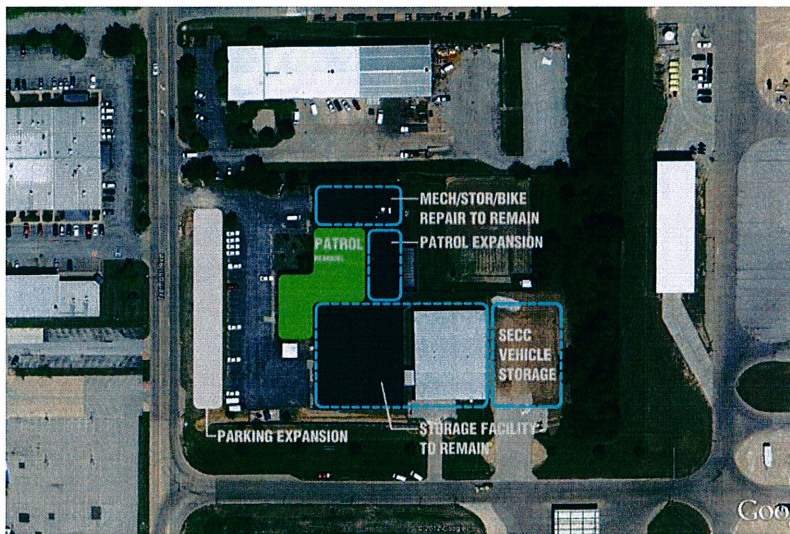 MECH/STOR/BIKE
REPAIR TO REMAIN
PATROL
REMODEL
PATROL EXPANSION
SECC
VEHICLE
STORAGE
PARKING EXPANSION
STORAGE FACILITY
TO REMAIN
Goo